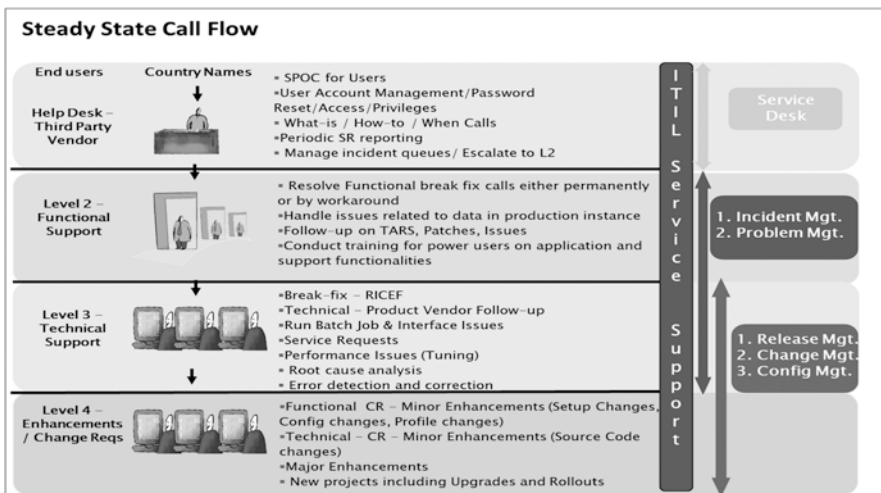 Steady State Call Flow
End users
Country Names
Help Desk –
Third Party
Vendor
▪ SPOC for Users
▪User Account Management/Password
Reset/Access/Privileges
▪ What-is / How-to / When Calls
▪Periodic SR reporting
▪ Manage incident queues/ Escalate to L2
Level 2 –
Functional
Support
▪ Resolve Functional break fix calls either permanently
or by workaround
▪Handle issues related to data in production instance
▪Follow-up on TARS, Patches, Issues
▪Conduct training for power users on application and
support functionalities
Level 3 –
Technical
Support
▪Break-fix – RICEF
▪Technical – Product Vendor Follow-up
▪Run Batch Job & Interface Issues
▪Service Requests
▪Performance Issues (Tuning)
▪ Root cause analysis
▪ Error detection and correction
Level 4 –
Enhancements
/ Change Reqs
▪Functional CR – Minor Enhancements (Setup Changes,
Config changes, Profile changes)
▪Technical – CR – Minor Enhancements (Source Code
changes)
▪Major Enhancements
▪ New projects including Upgrades and Rollouts
ITIL Service Support
Service
Desk
1. Incident Mgt.
2. Problem Mgt.
1. Release Mgt.
2. Change Mgt.
3. Config Mgt.